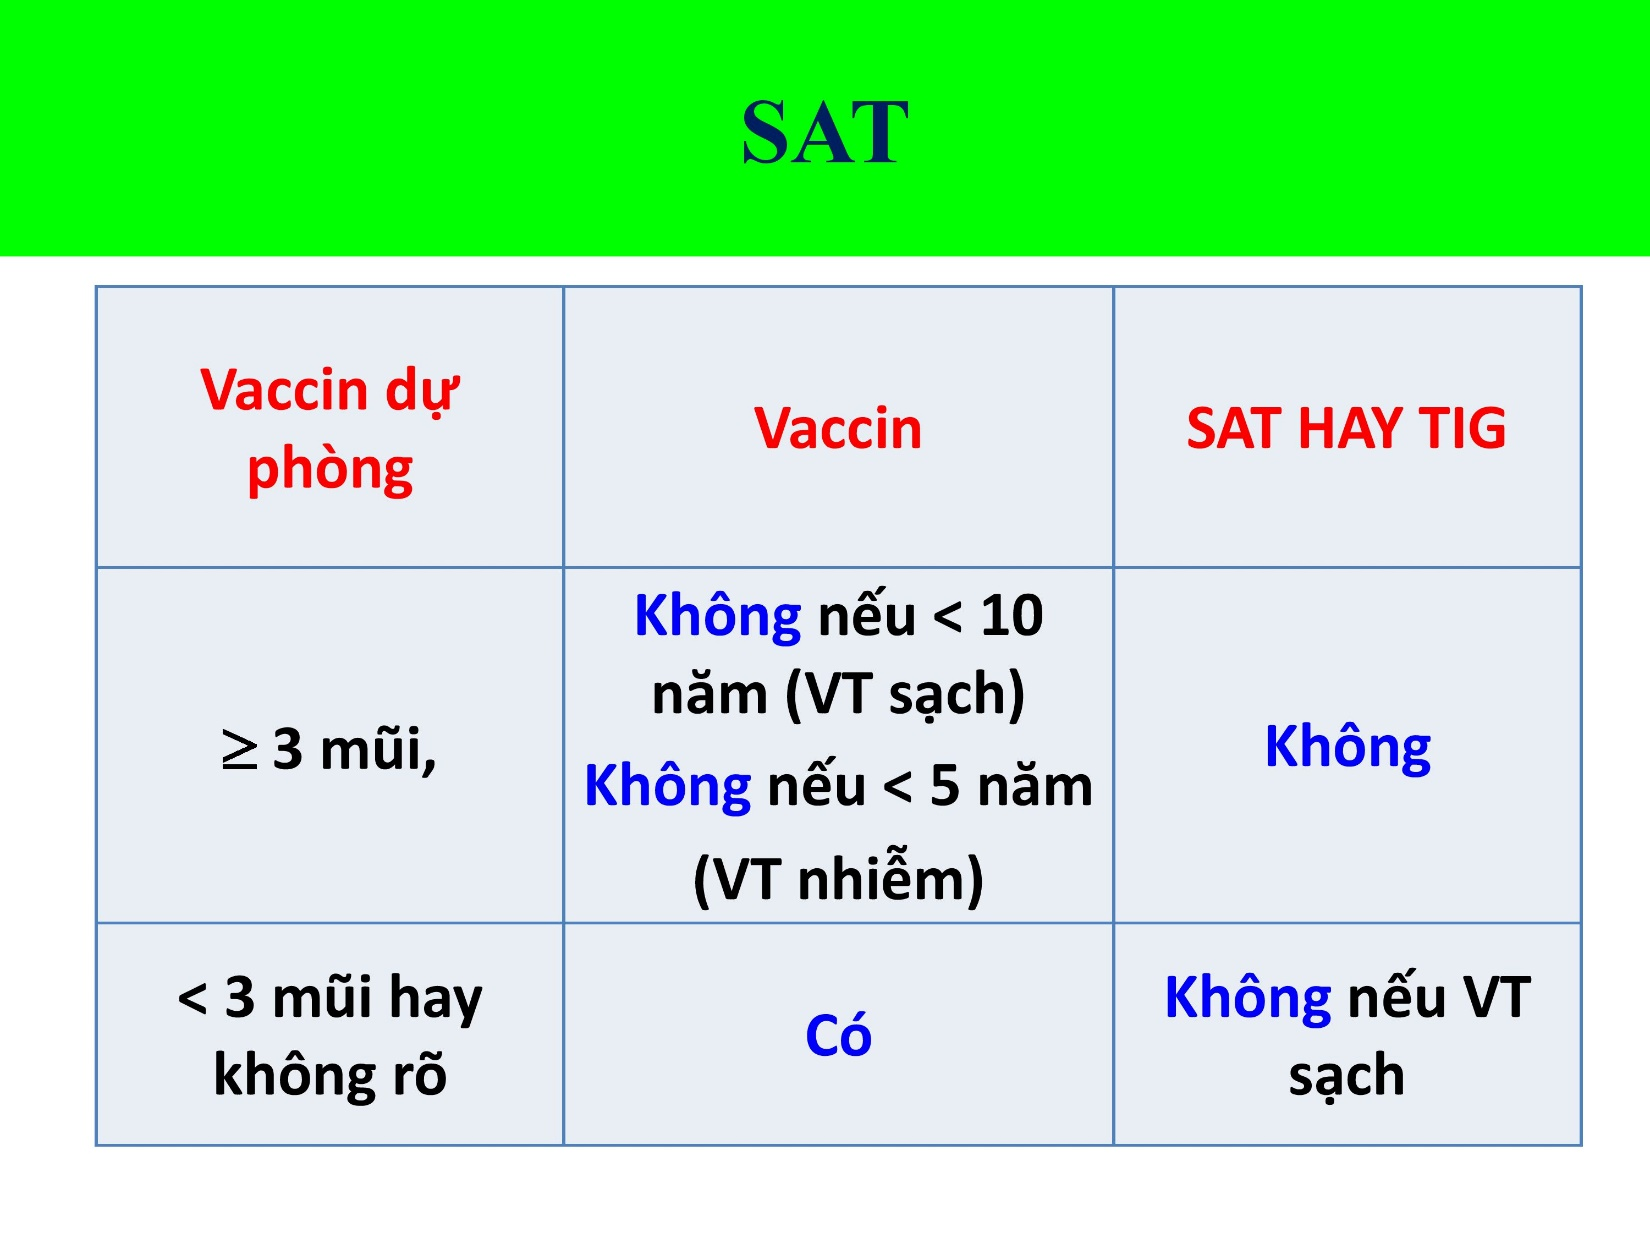 SAT
Vaccin dự
phòng
Vaccin
SAT HAY TIG
≥ 3 mũi,
Không nếu < 10
năm (VT sạch)
Không nếu < 5 năm
(VT nhiễm)
Không
< 3 mũi hay
không rõ
Có
Không nếu VT
sạch